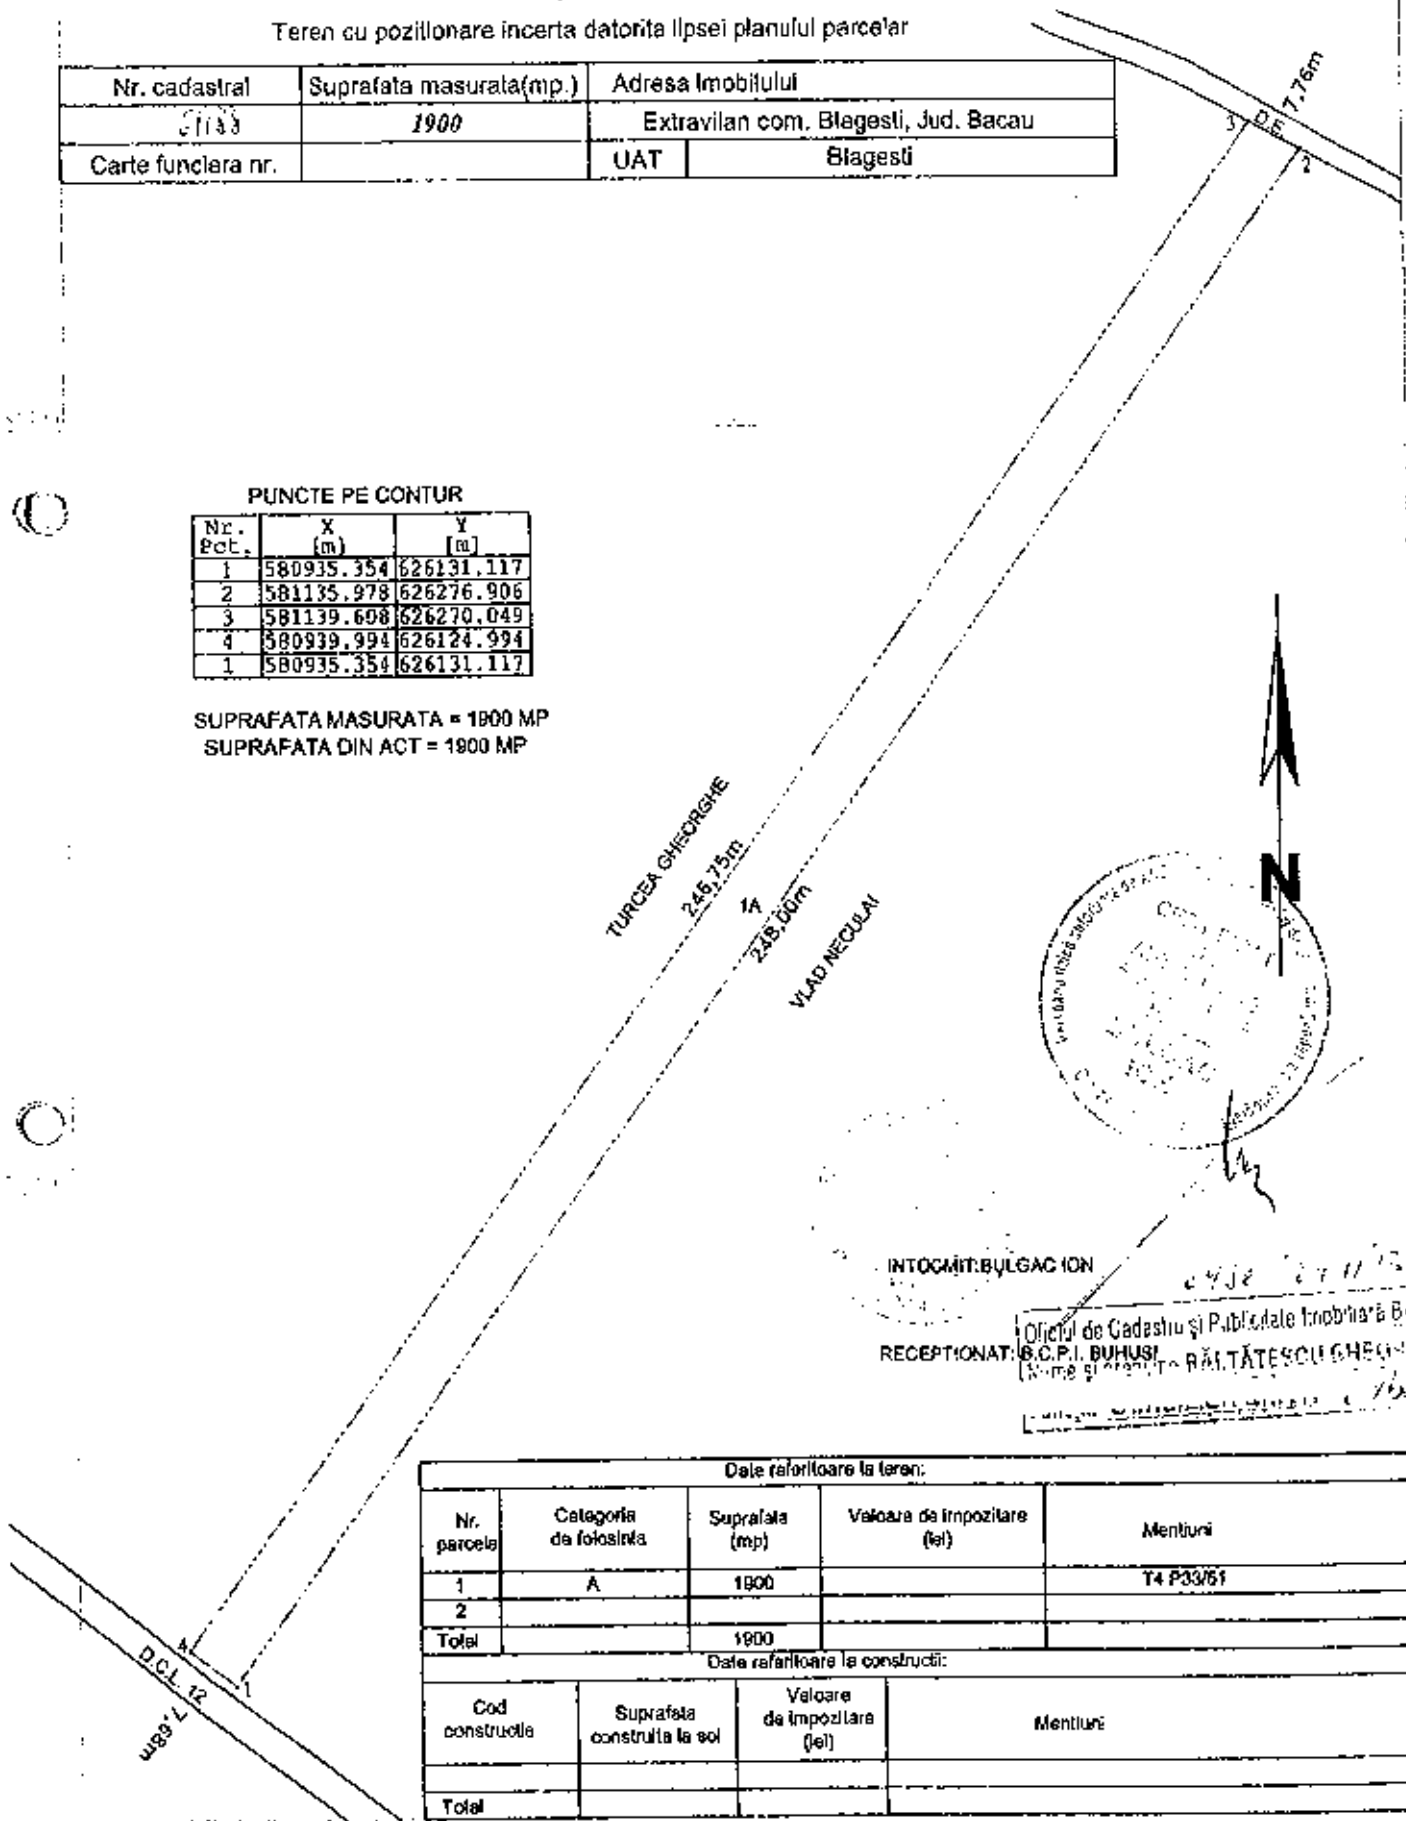 Teren cu pozitionare incerta datorita lipsei planului parcelar
Nr. cadastral Suprafata masurata(mp.) Adresa Imobilului
1900 Extravilan com. Blagesti, Jud. Bacau
Carte funciara nr. UAT Blagesti
7,76m
D.E.
3
2
PUNCTE PE CONTUR
Nr. Pct. X (m) Y [m]
1 580935.354 626131.117
2 581135.978 626276.906
3 581139.608 626270.049
4 580939.994 626124.994
1 580935.354 626131.117
SUPRAFATA MASURATA = 1900 MP
SUPRAFATA DIN ACT = 1900 MP
TURCEA GHEORGHE
246,75m
1A
248,00m
VLAD NECULAI
N
INTOCMIT: BULGAC ION
Oficiul de Cadastru şi Publicitate Imobiliară
RECEPTIONAT: B.C.P.I. BUHUSI
Date referitoare la teren:
Nr. parcela Categoria de folosinta Suprafata (mp) Valoare de impozitare (lei) Mentiuni
1 A 1900 T4 P33/61
2
Total 1900
Date referitoare la constructii:
Cod constructie Suprafata construita la sol Valoare de impozitare (lei) Mentiuni
Total
4
1
D.C.L. 12
7,68m